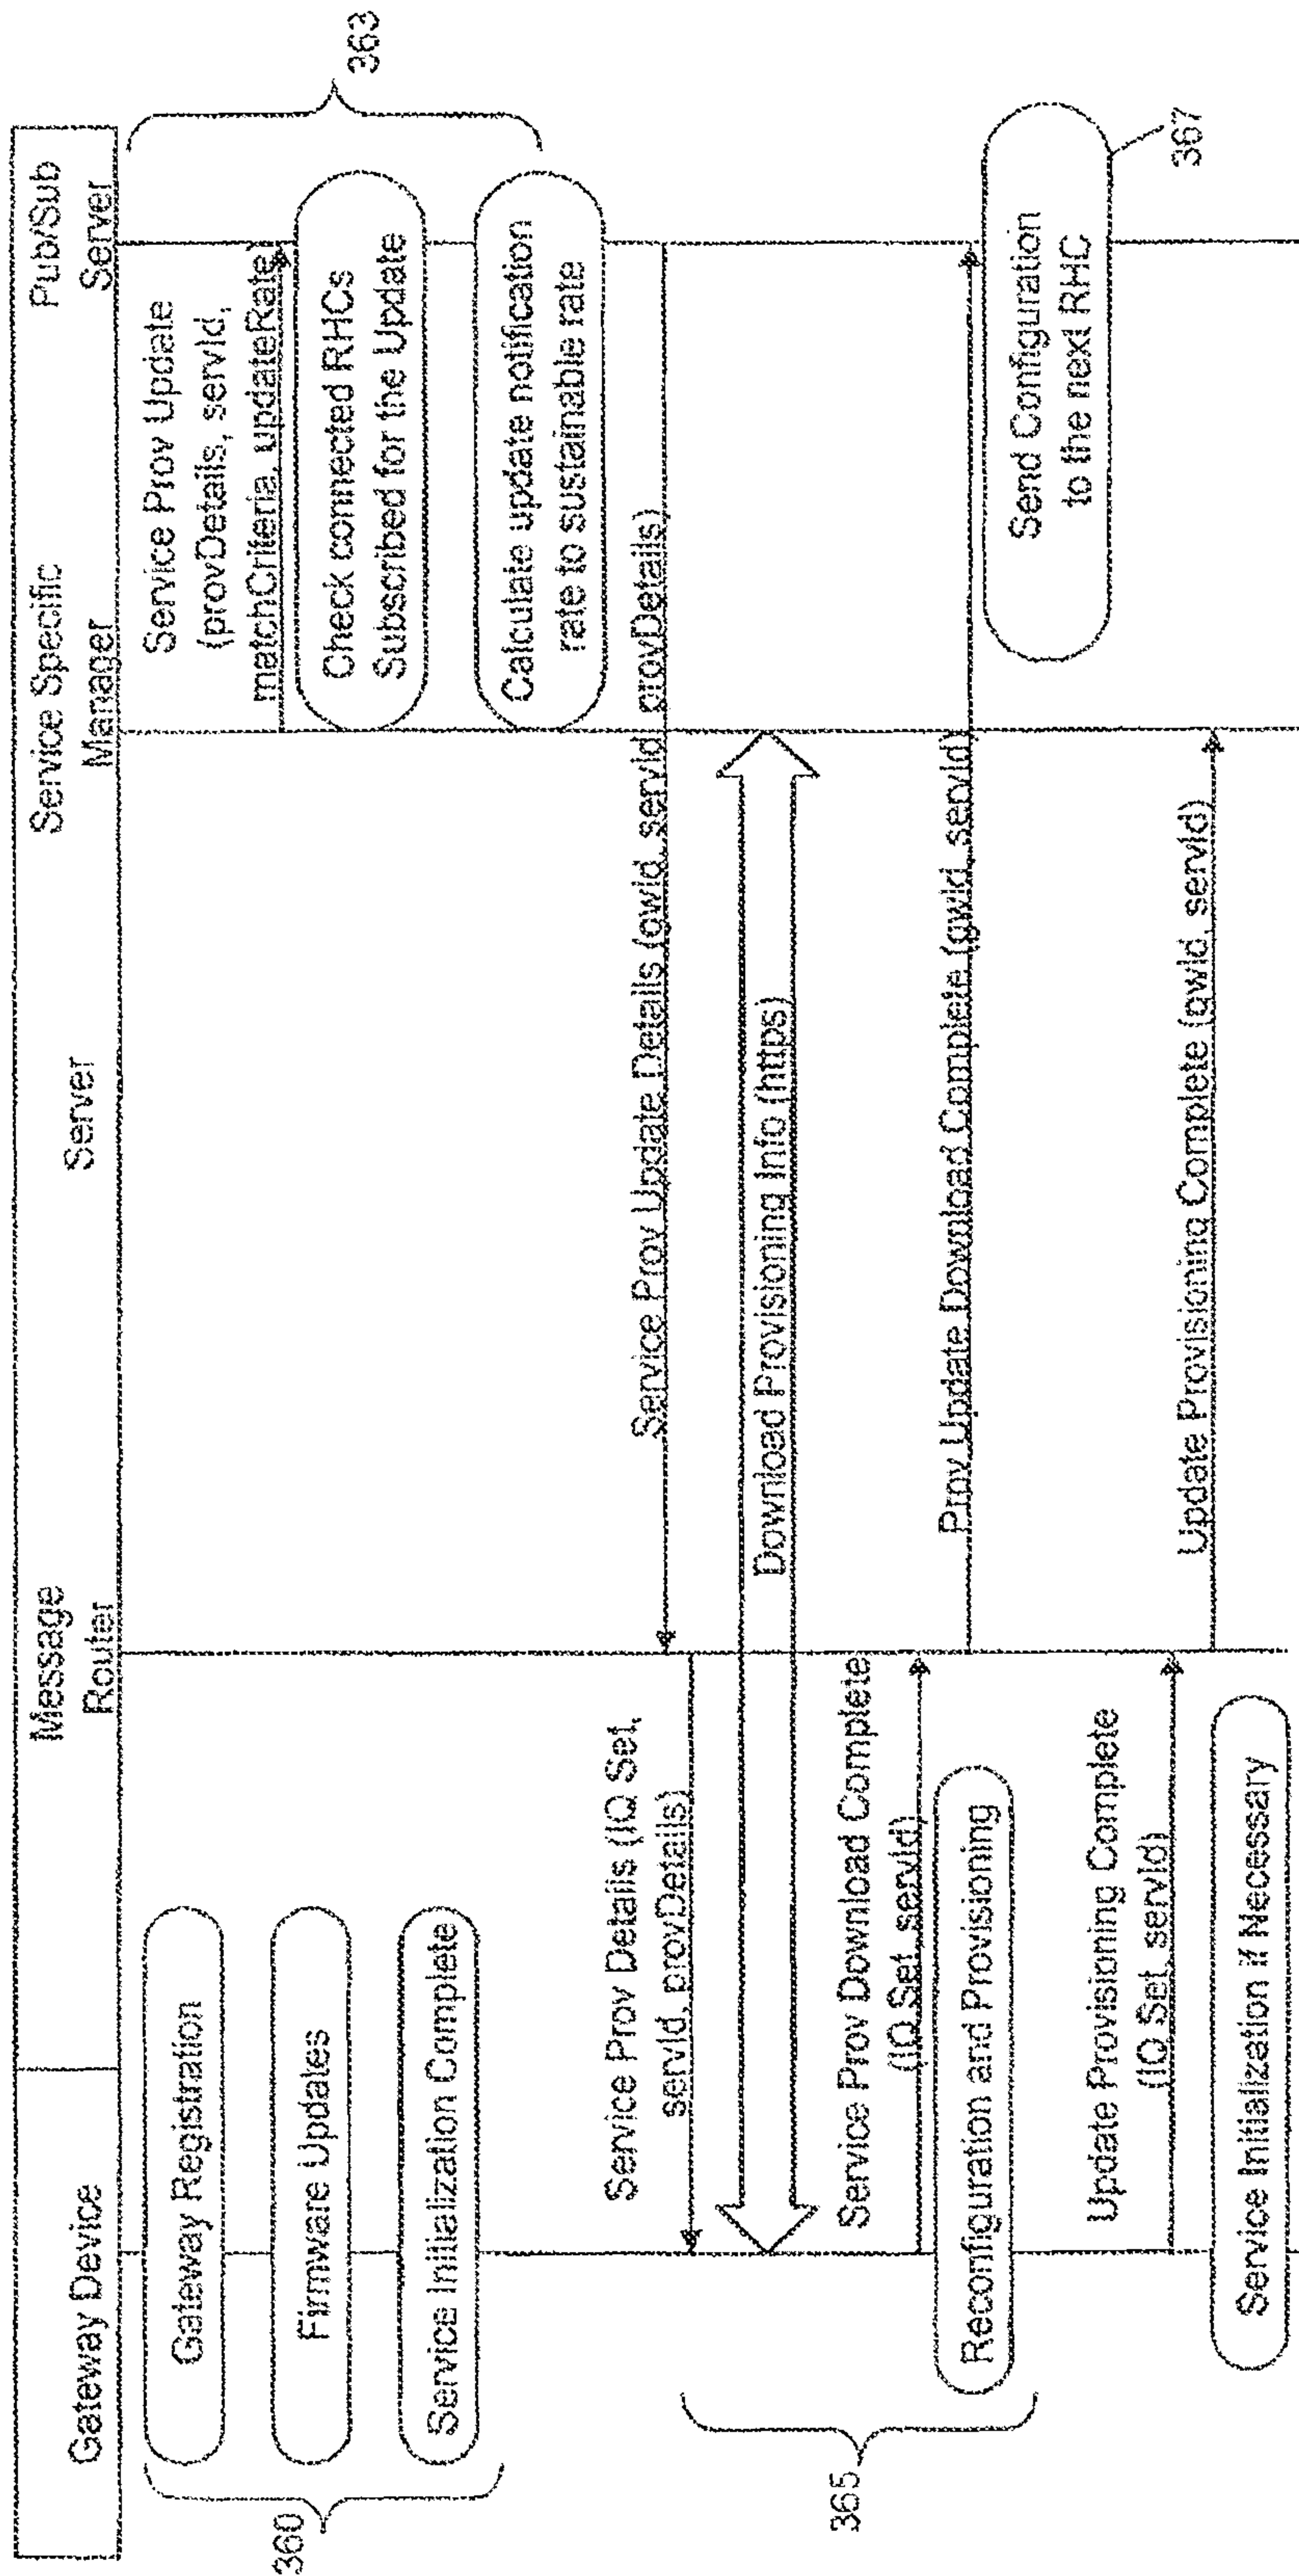 Gateway Device
Message
Router
Server
Service Specific
Manager
Pub/Sub
Server
Gateway Registration
Firmware Updates
Service Initialization Complete
360
Service Prov Update
(provDetails, servId,
matchCriteria, updateRate)
Check connected RHCs
Subscribed for the Update
Calculate update notification
rate to sustainable rate
363
Service Prov Update Details (gwId, servId, provDetails)
Service Prov Details (IQ Set,
servId, provDetails)
Download Provisioning Info (https)
Service Prov Download Complete
(IQ Set, servId)
Prov Update Download Complete (gwId, servId)
Reconfiguration and Provisioning
365
Send Configuration
to the next RHC
367
Update Provisioning Complete
(IQ Set, servId)
Update Provisioning Complete (gwId, servId)
Service Initialization if Necessary